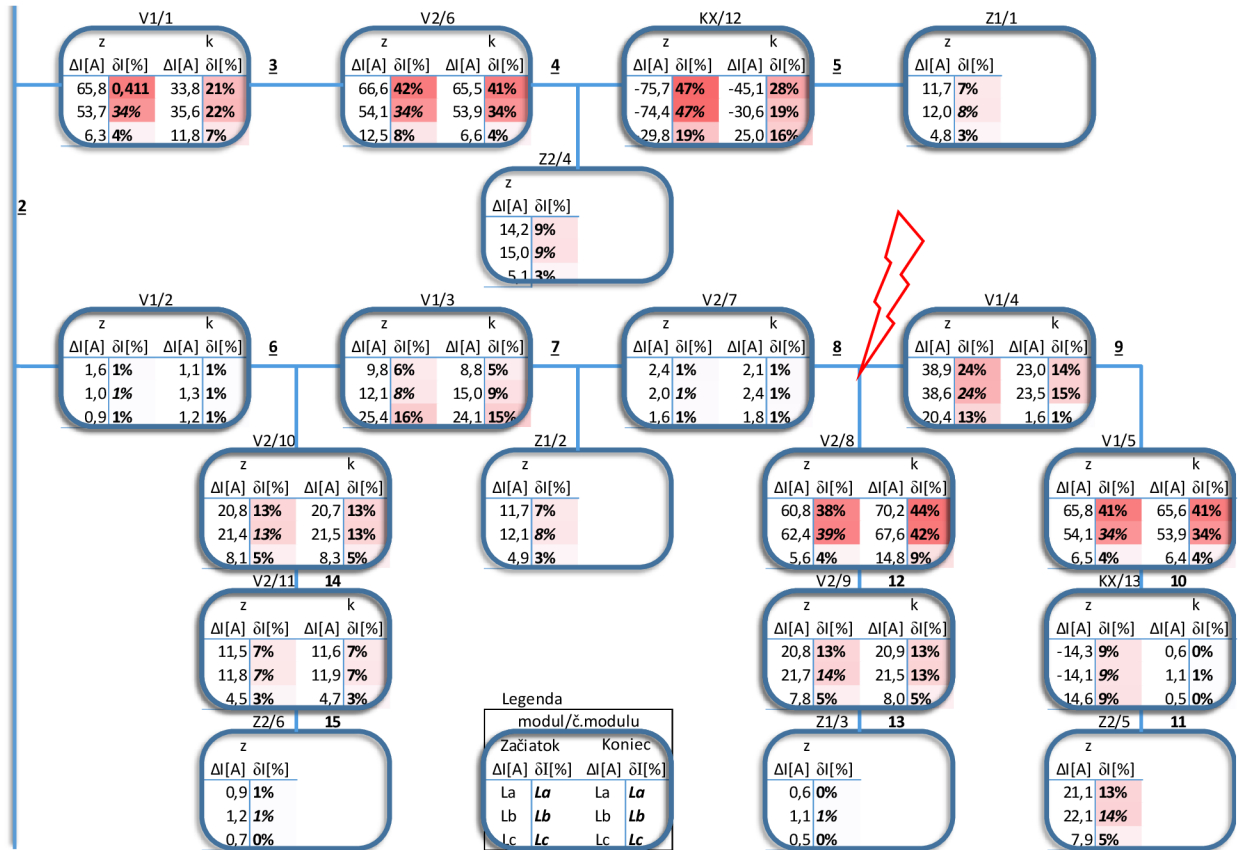 V1/1 V2/6 KX/12 Z1/1
z k z k z k z
ΔI[A] δI[%] ΔI[A] δI[%] ΔI[A] δI[%] ΔI[A] δI[%] ΔI[A] δI[%] ΔI[A] δI[%] ΔI[A] δI[%]
3 4 5
65,8 0,411 33,8 21% 66,6 42% 65,5 41% -75,7 47% -45,1 28% 11,7 7%
53,7 34% 35,6 22% 54,1 34% 53,9 34% -74,4 47% -30,6 19% 12,0 8%
6,3 4% 11,8 7% 12,5 8% 6,6 4% -29,8 19% 25,0 16% 4,8 3%
Z2/4
z
2
ΔI[A] δI[%]
14,2 9%
15,0 9%
5,1 3%
V1/2 V1/3 V2/7 V1/4
z k z k z k z k
ΔI[A] δI[%] ΔI[A] δI[%] 6 ΔI[A] δI[%] ΔI[A] δI[%] 7 ΔI[A] δI[%] ΔI[A] δI[%] 8 ΔI[A] δI[%] ΔI[A] δI[%] 9
1,6 1% 1,1 1% 9,8 6% 8,8 5% 2,4 1% 2,1 1% 38,9 24% 23,0 14%
1,0 1% 1,3 1% 12,1 8% 15,0 9% 2,0 1% 2,4 1% 38,6 24% 23,5 15%
0,9 1% 1,2 1% 25,4 16% 24,1 15% 1,6 1% 1,8 1% 20,4 13% 1,6 1%
V2/10 Z1/2 V2/8 V1/5
z k z z k z k
ΔI[A] δI[%] ΔI[A] δI[%] ΔI[A] δI[%] ΔI[A] δI[%] ΔI[A] δI[%] ΔI[A] δI[%] ΔI[A] δI[%]
20,8 13% 20,7 13% 11,7 7% 60,8 38% 70,2 44% 65,8 41% 65,6 41%
21,4 13% 21,5 13% 12,1 8% 62,4 39% 67,6 42% 54,1 34% 53,9 34%
8,1 5% 8,3 5% 4,9 3% 5,6 4% 14,8 9% 6,5 4% 6,4 4%
V2/11 14 V2/9 12 KX/13 10
z k z k z k
ΔI[A] δI[%] ΔI[A] δI[%] ΔI[A] δI[%] ΔI[A] δI[%] ΔI[A] δI[%] ΔI[A] δI[%]
11,5 7% 11,6 7% 20,8 13% 20,9 13% -14,3 9% 0,6 0%
11,8 7% 11,9 7% 21,7 14% 21,5 13% -14,1 9% 1,1 1%
4,5 3% 4,7 3% 7,8 5% 8,0 5% 14,6 9% 0,5 0%
Z2/6 15 Legenda Z1/3 13 Z2/5 11
modul/č.modulu
z Začiatok Koniec z z
ΔI[A] δI[%] ΔI[A] δI[%] ΔI[A] δI[%] ΔI[A] δI[%] ΔI[A] δI[%]
0,9 1% La La La La 0,6 0% 21,1 13%
1,2 1% Lb Lb Lb Lb 1,1 1% 22,1 14%
0,7 0% Lc Lc Lc Lc 0,5 0% 7,9 5%